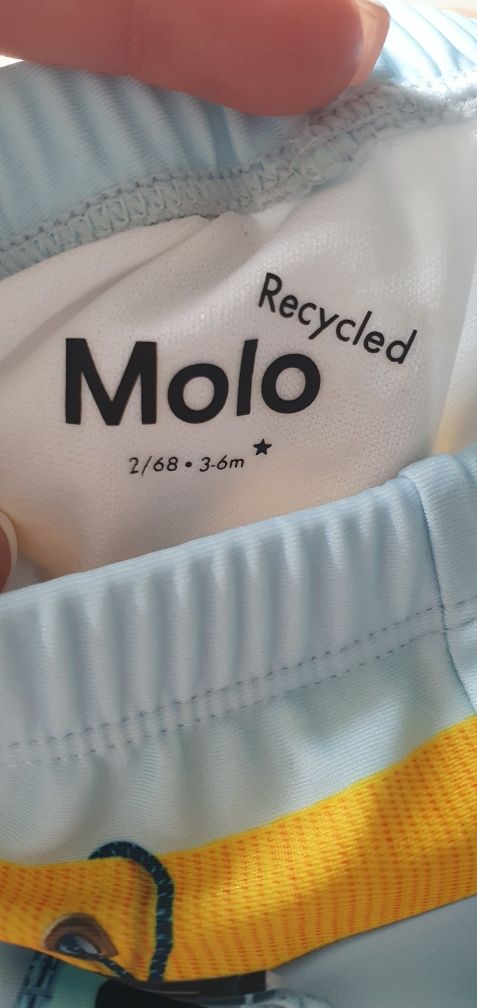 Recycled
Molo
2/68 • 3-6m ★